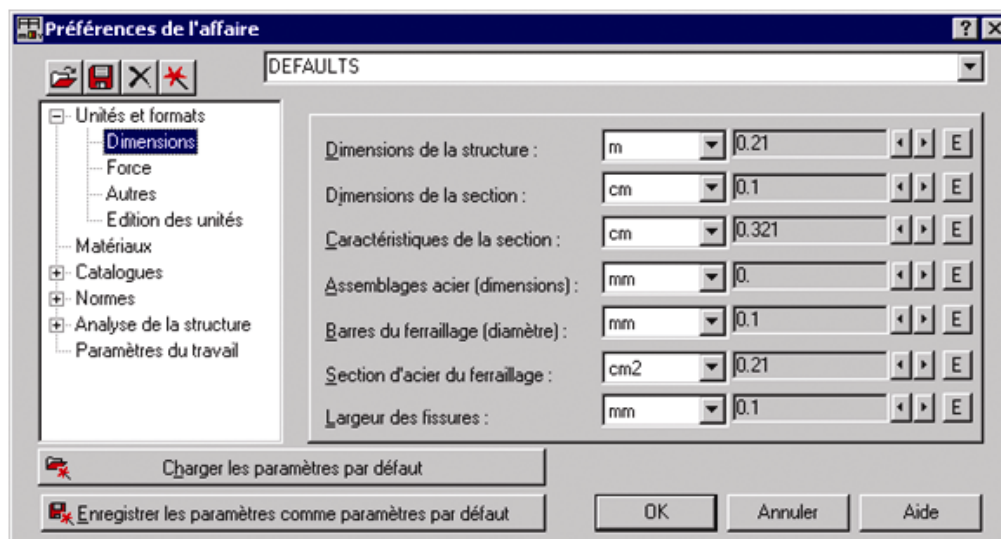 Préférences de l'affaire
DEFAULTS
Unités et formats
Dimensions
Force
Autres
Edition des unités
Matériaux
Catalogues
Normes
Analyse de la structure
Paramètres du travail
Dimensions de la structure : m 0.21 E
Dimensions de la section : cm 0.1 E
Caractéristiques de la section : cm 0.321 E
Assemblages acier (dimensions) : mm 0. E
Barres du ferraillage (diamètre) : mm 0.1 E
Section d'acier du ferraillage : cm2 0.21 E
Largeur des fissures : mm 0.1 E
Charger les paramètres par défaut
Enregistrer les paramètres comme paramètres par défaut
OK Annuler Aide